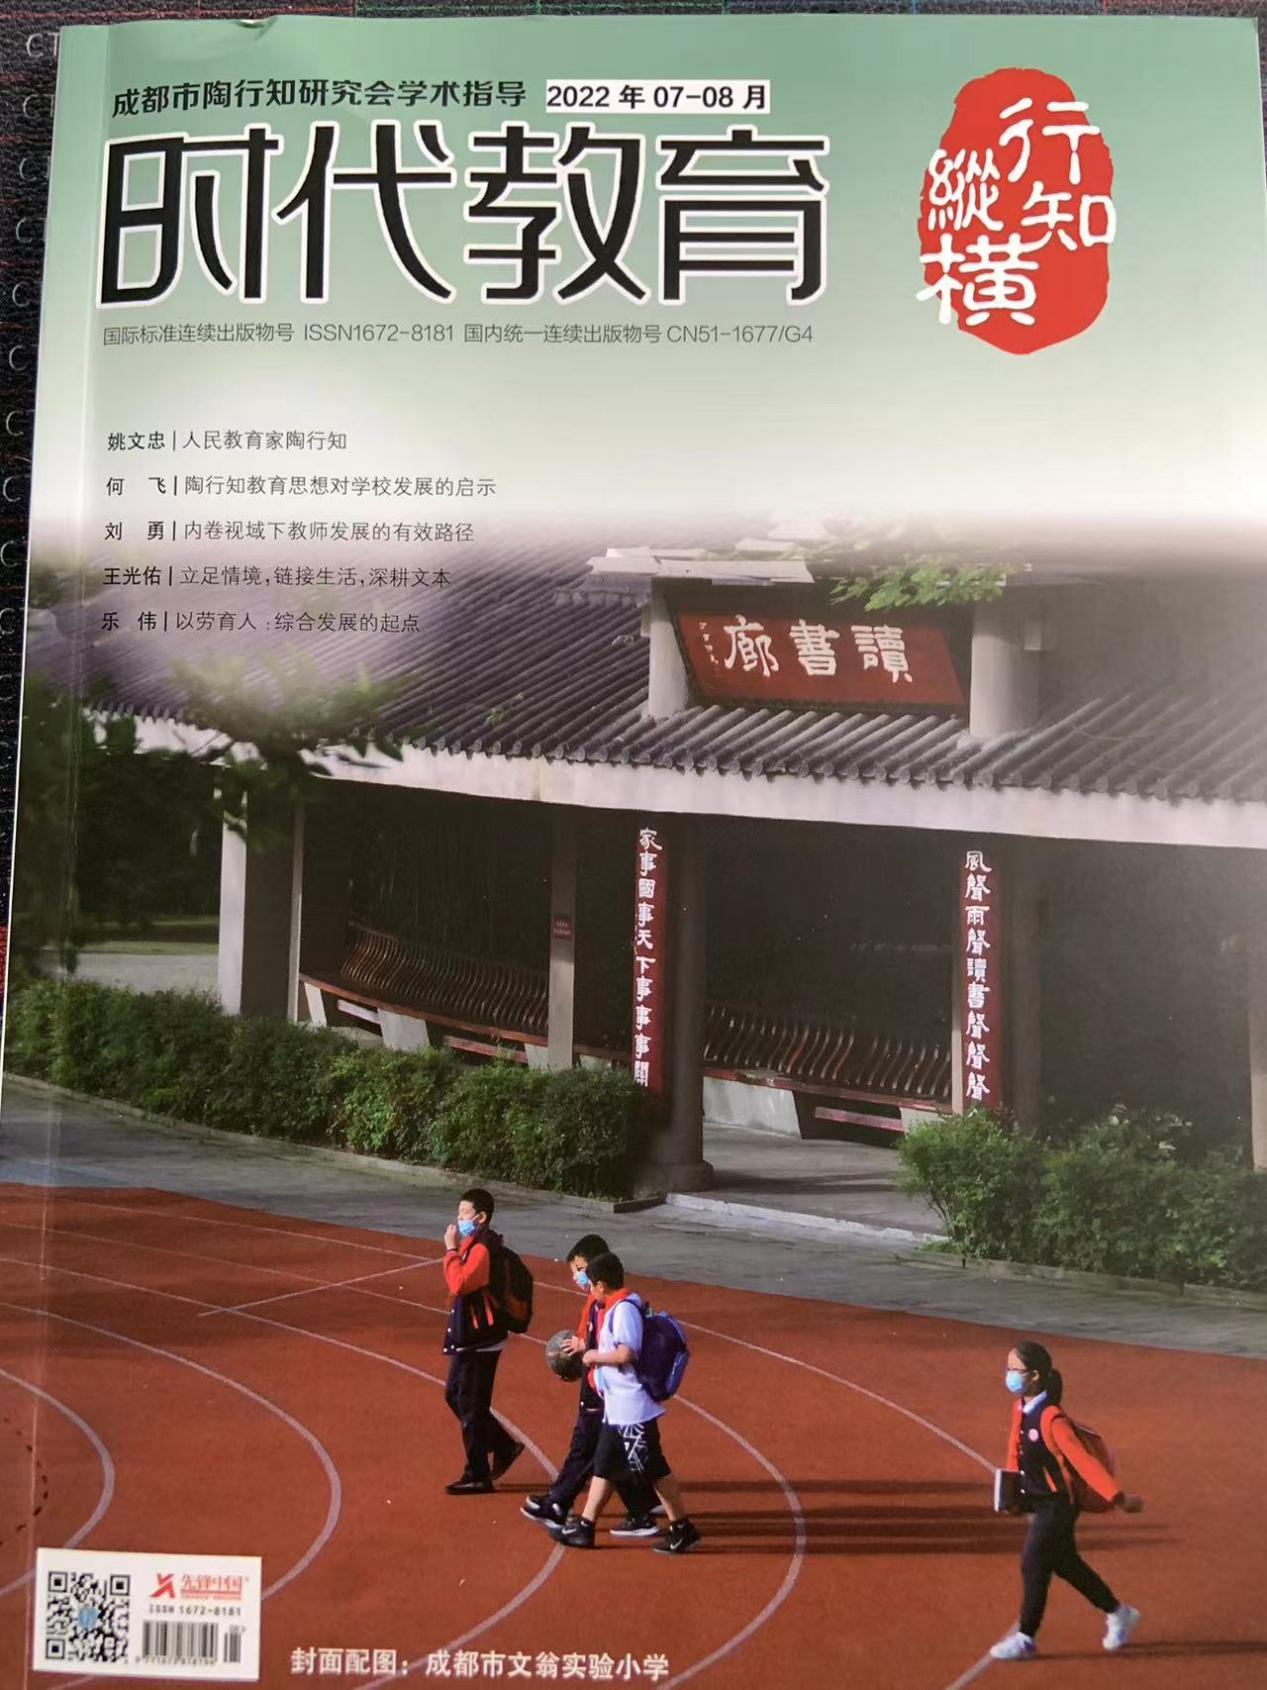 成都市陶行知研究会学术指导 2022 年 07-08 月
时代教育
行知
縱橫
国际标准连续出版物号 ISSN1672-8181 国内统一连续出版物号 CN51-1677/G4
姚文忠|人民教育家陶行知
何 飞|陶行知教育思想对学校发展的启示
刘 勇|内卷视域下教师发展的有效路径
王光佑|立足情境,链接生活,深耕文本
乐 伟|以劳育人:综合发展的起点
讀書廊
風聲雨聲讀書聲聲聲
家事國事天下事事事關
先锋中国
ISSN 1672-8181
封面配图：成都市文翁实验小学